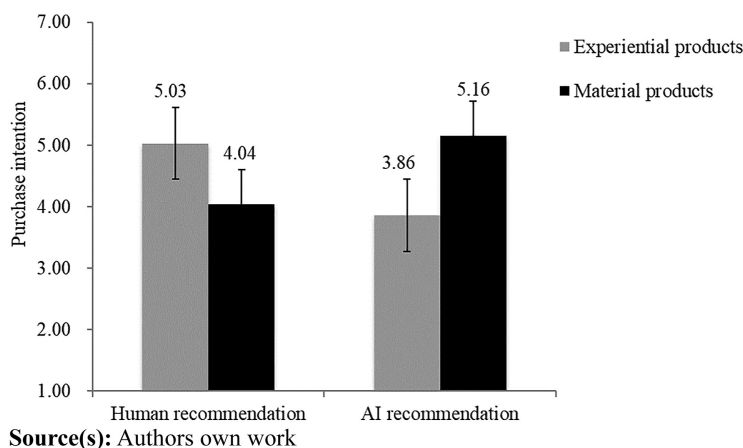 7.00
6.00
5.00
4.00
3.00
2.00
1.00
Purchase intention
5.03
4.04
3.86
5.16
Human recommendation
AI recommendation
Experiential products
Material products
Source(s): Authors own work